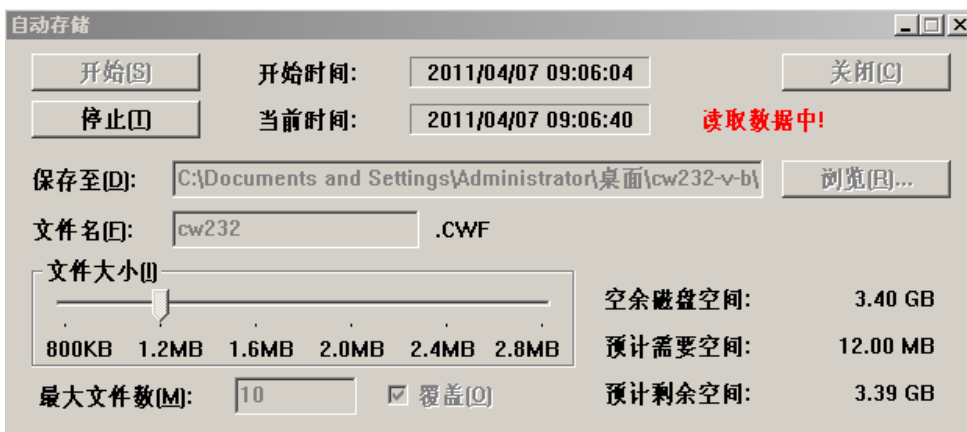 自动存储
开始(S) 开始时间: 2011/04/07 09:06:04 关闭(C)
停止(T) 当前时间: 2011/04/07 09:06:40 读取数据中!
保存至(D): C:\Documents and Settings\Administrator\桌面\cw232-v-b\ 浏览(R)...
文件名(F): cw232 .CWF
文件大小(I)
800KB 1.2MB 1.6MB 2.0MB 2.4MB 2.8MB
空余磁盘空间: 3.40 GB
预计需要空间: 12.00 MB
最大文件数(M): 10 覆盖(O) 预计剩余空间: 3.39 GB